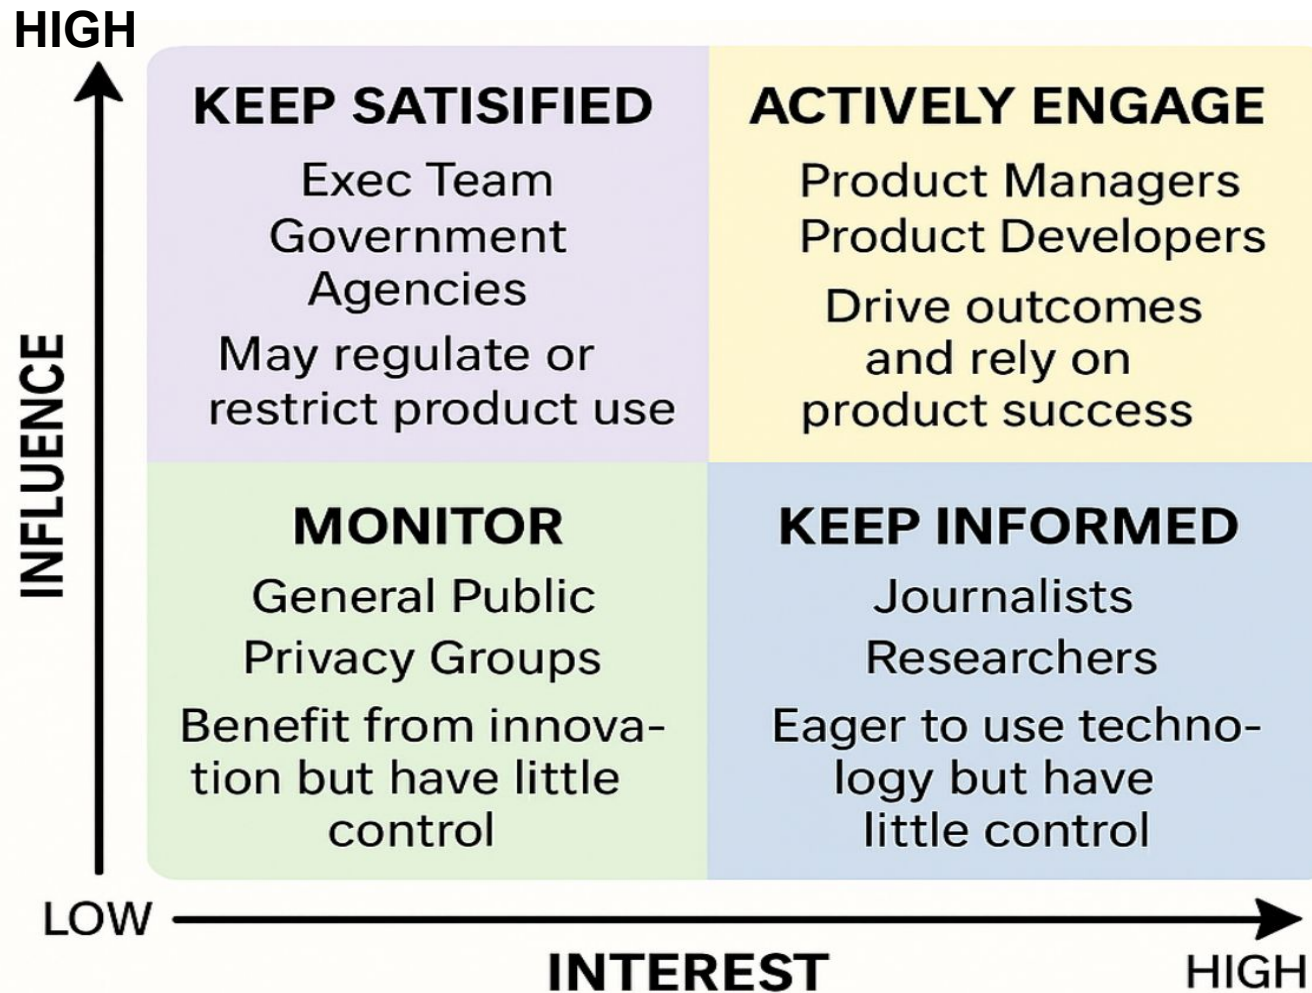 HIGH
KEEP SATISIFIED
Exec Team
Government
Agencies
May regulate or
restrict product use
ACTIVELY ENGAGE
Product Managers
Product Developers
Drive outcomes
and rely on
product success
INFLUENCE
MONITOR
General Public
Privacy Groups
Benefit from innova-
tion but have little
control
KEEP INFORMED
Journalists
Researchers
Eager to use techno-
logy but have
little control
LOW
INTEREST
HIGH